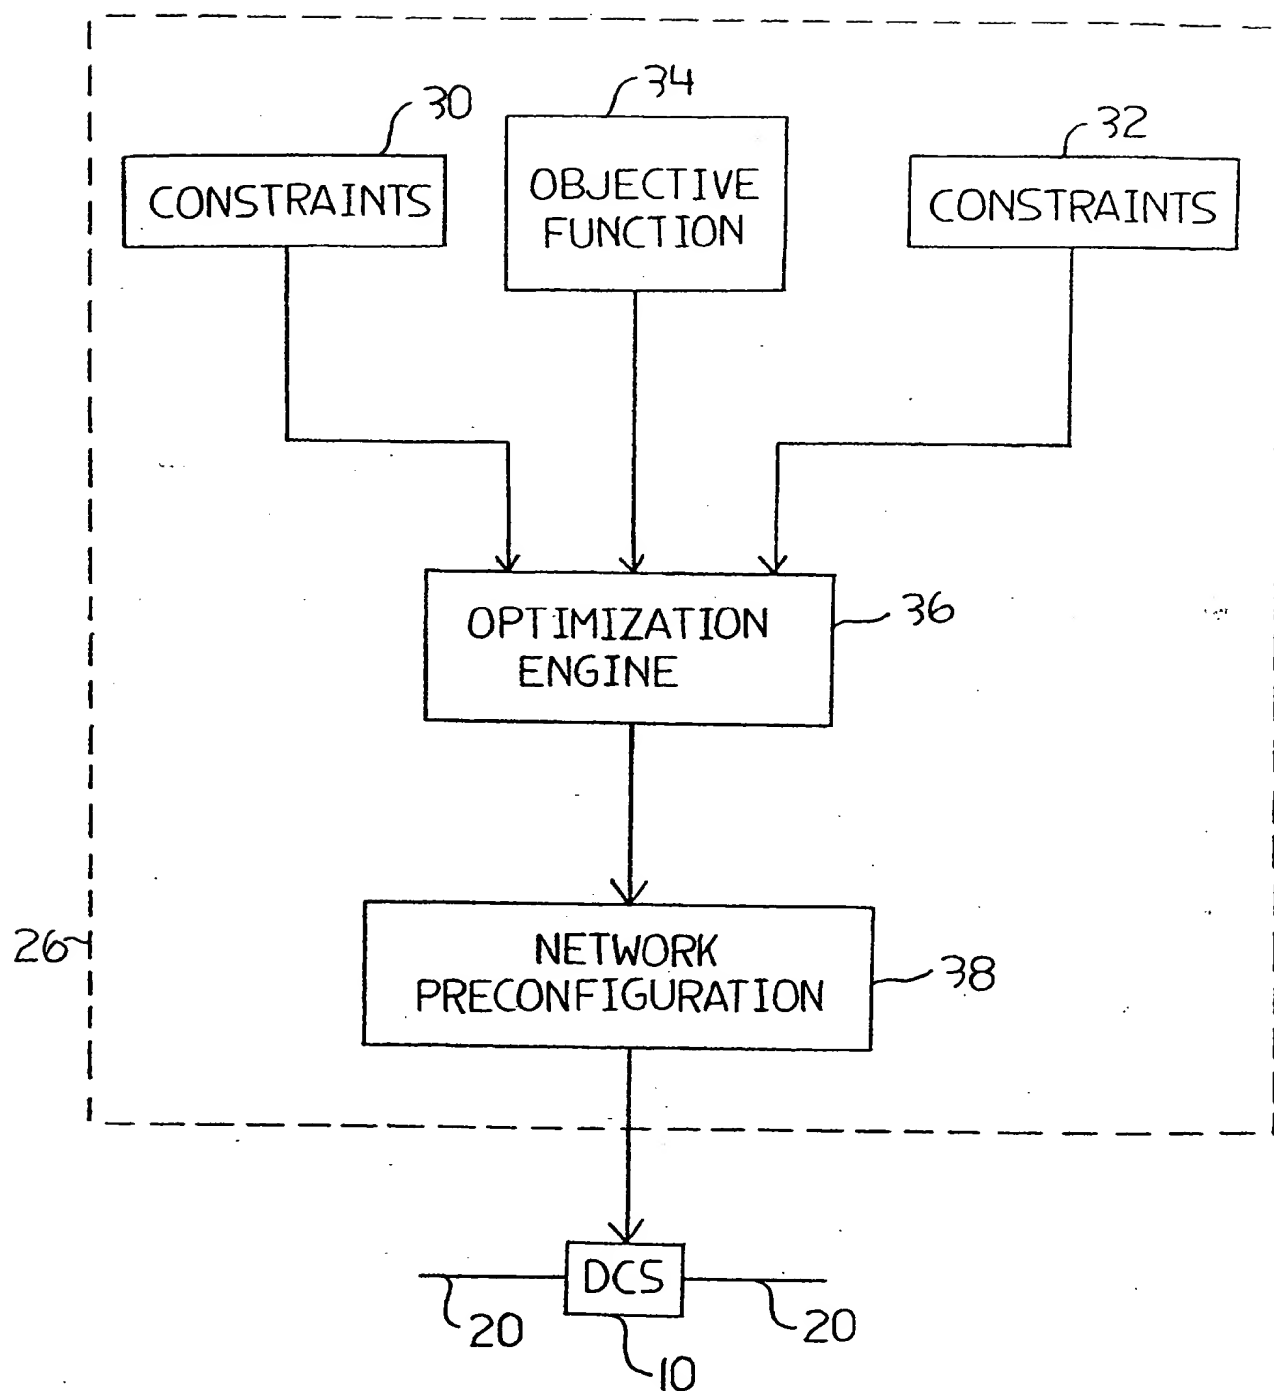 34
30
32
CONSTRAINTS
OBJECTIVE
FUNCTION
CONSTRAINTS
OPTIMIZATION
ENGINE
36
26
NETWORK
PRECONFIGURATION
38
DCS
20
20
10